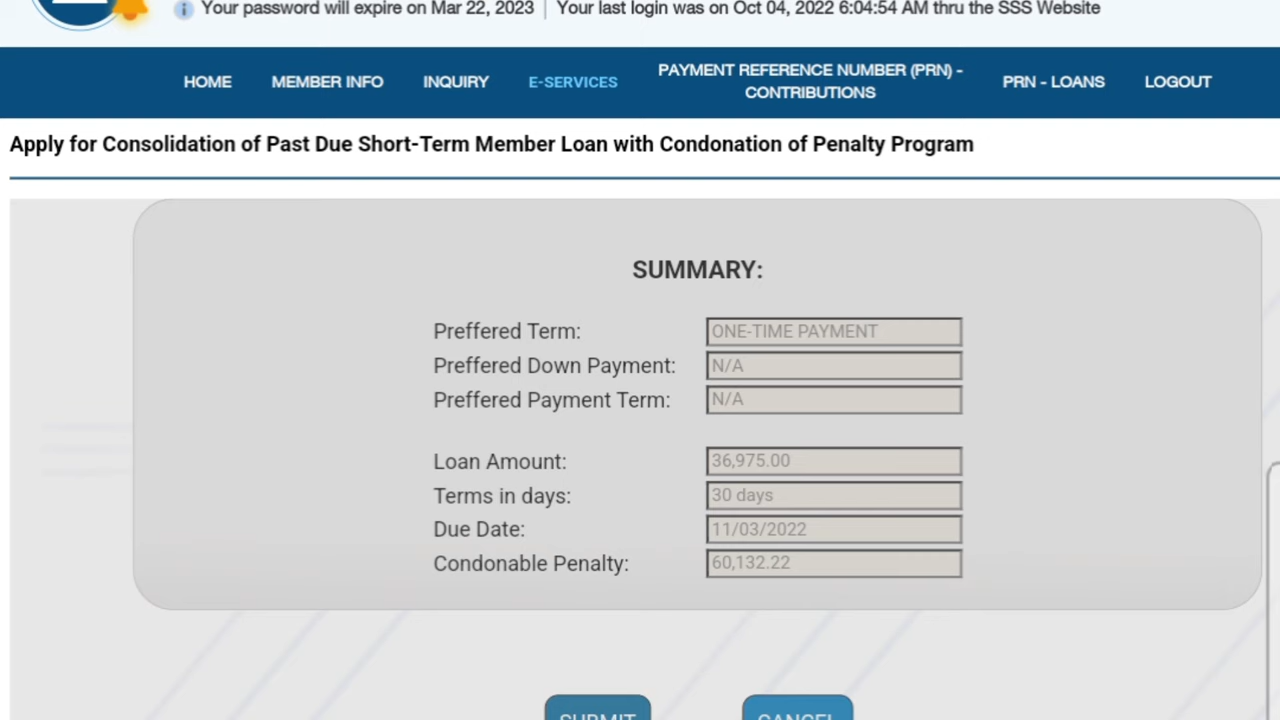 Your password will expire on Mar 22, 2023 | Your last login was on Oct 04, 2022 6:04:54 AM thru the SSS Website
HOME MEMBER INFO INQUIRY E-SERVICES PAYMENT REFERENCE NUMBER (PRN) - CONTRIBUTIONS PRN - LOANS LOGOUT
Apply for Consolidation of Past Due Short-Term Member Loan with Condonation of Penalty Program
SUMMARY:
Preffered Term: ONE-TIME PAYMENT
Preffered Down Payment: N/A
Preffered Payment Term: N/A
Loan Amount: 36,975.00
Terms in days: 30 days
Due Date: 11/03/2022
Condonable Penalty: 60,132.22
SUBMIT CANCEL